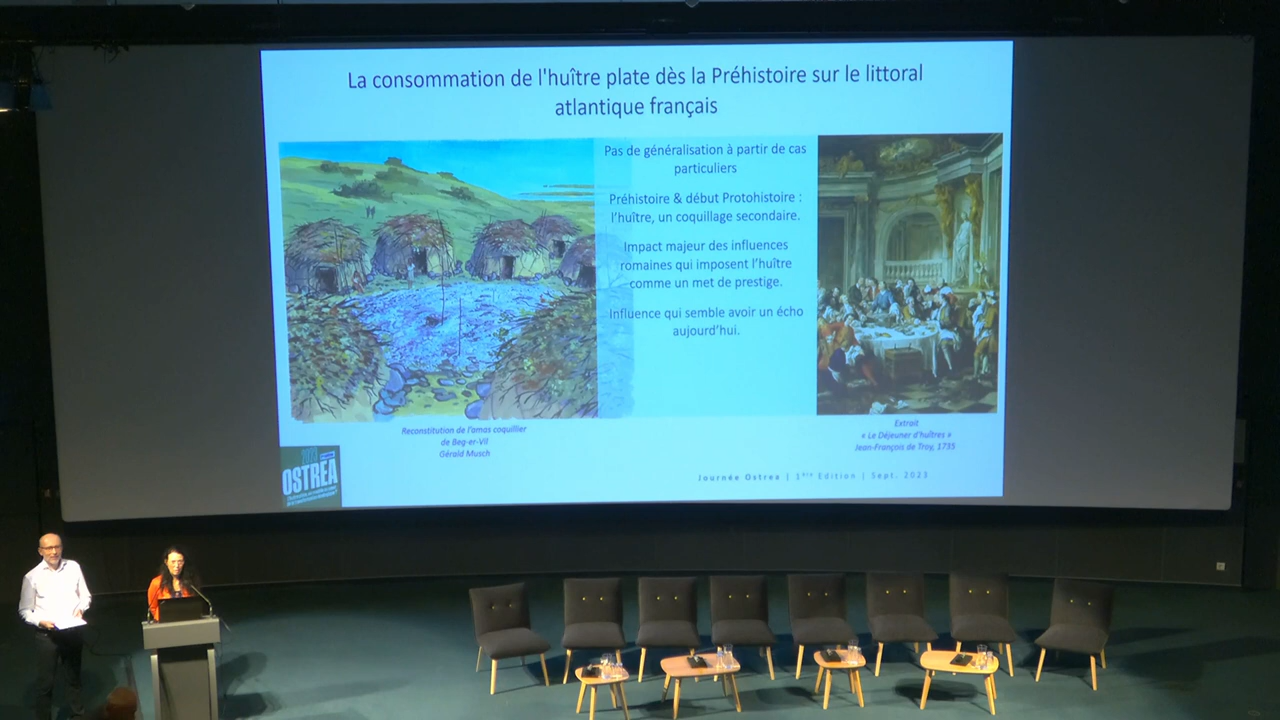 La consommation de l'huître plate dès la Préhistoire sur le littoral
atlantique français
Pas de généralisation à partir de cas
particuliers
Préhistoire & début Protohistoire :
l'huître, un coquillage secondaire.
Impact majeur des influences
romaines qui imposent l'huître
comme un met de prestige.
Influence qui semble avoir un écho
aujourd'hui.
Reconstitution de l'amas coquillier
de Beg-er-Vil
Gérald Musch
Extrait
« Le Déjeuner d'huîtres »
Jean-François de Troy, 1735
OSTREA
Journée Ostrea | 1ère Edition | Sept. 2023